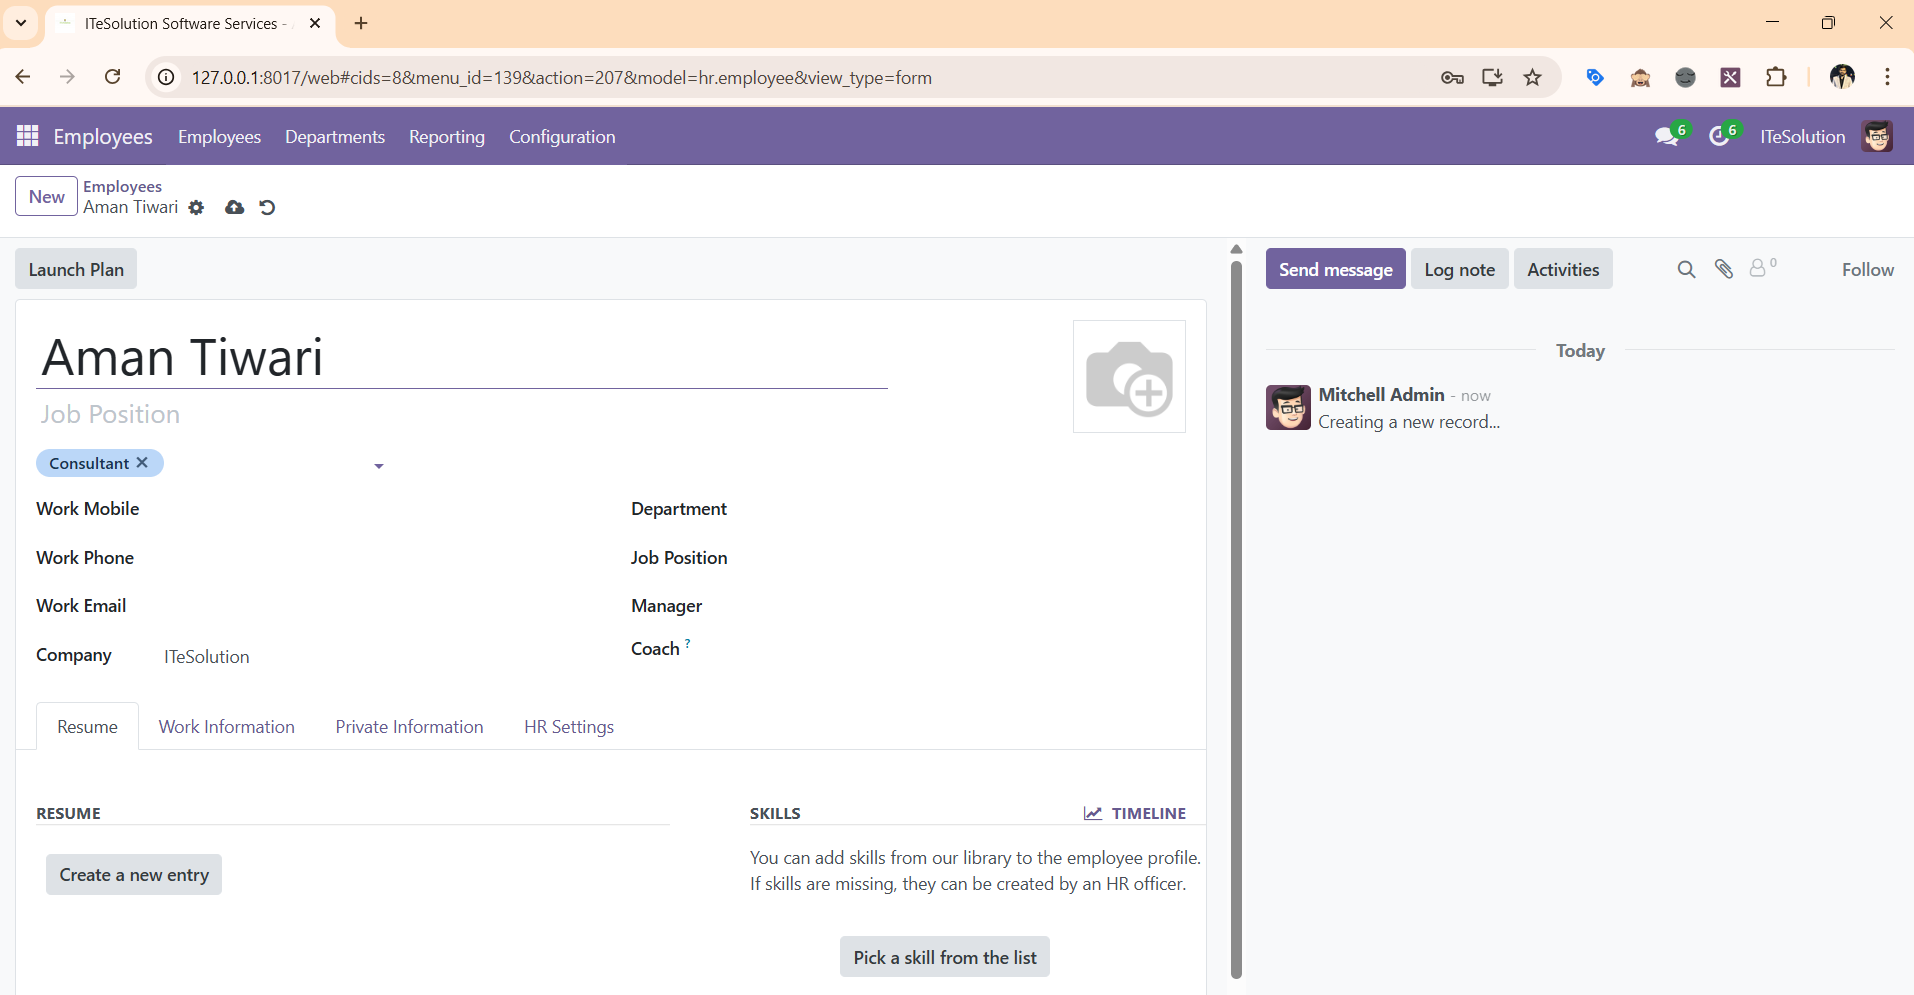 ITeSolution Software Services -
127.0.0.1:8017/web#cids=8&menu_id=139&action=207&model=hr.employee&view_type=form
Employees Employees Departments Reporting Configuration 6 6 ITeSolution
New Employees
Aman Tiwari
Launch Plan Send message Log note Activities 0 Follow
Aman Tiwari
Today
Mitchell Admin - now
Creating a new record...
Job Position
Consultant
Work Mobile Department
Work Phone Job Position
Work Email Manager
Company ITeSolution Coach ?
Resume Work Information Private Information HR Settings
RESUME SKILLS TIMELINE
Create a new entry
You can add skills from our library to the employee profile.
If skills are missing, they can be created by an HR officer.
Pick a skill from the list